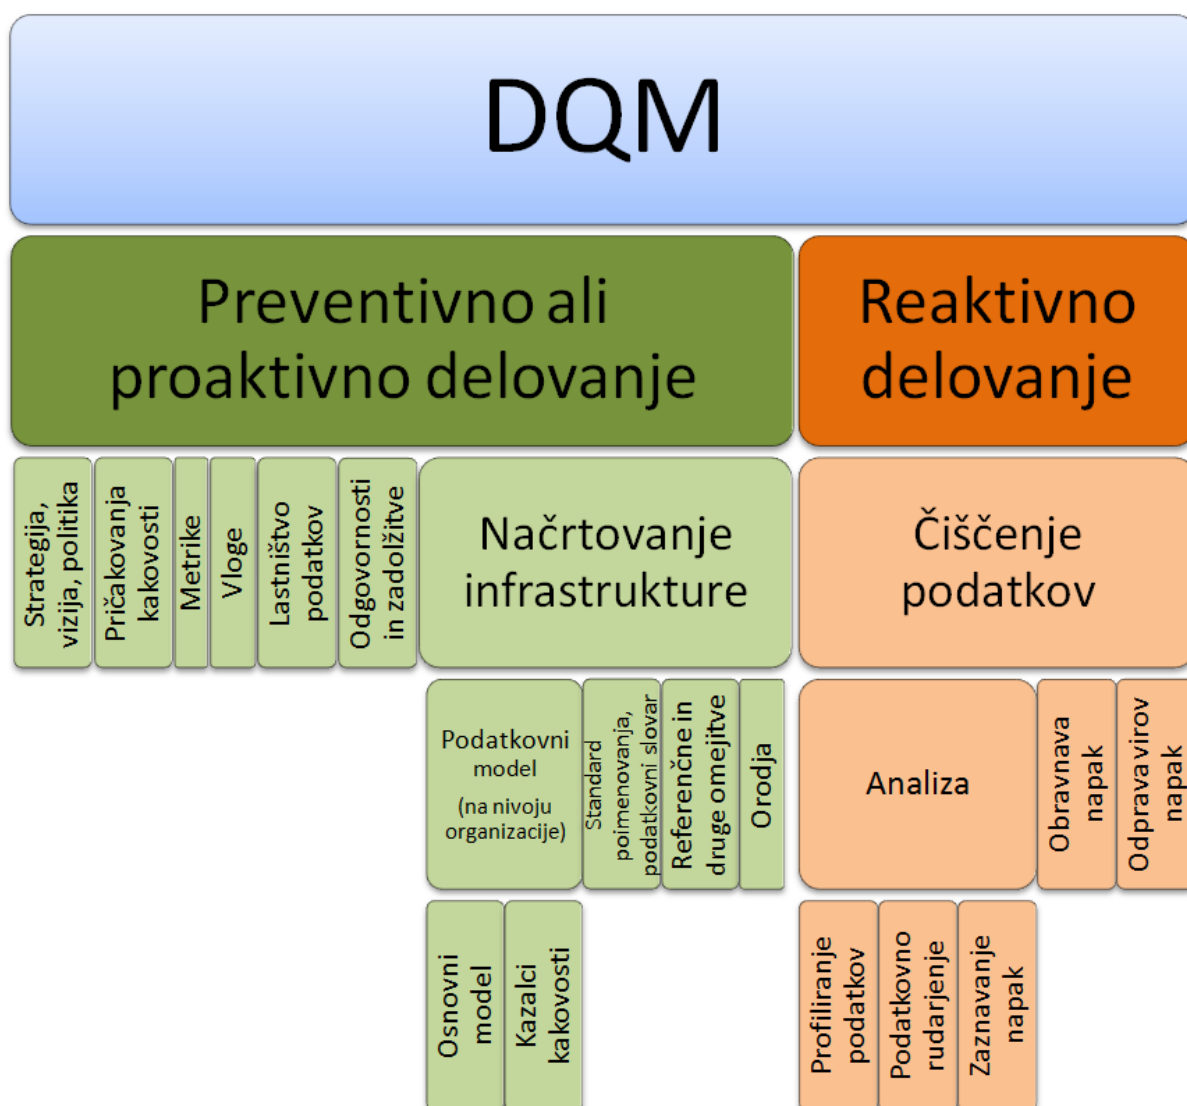 DQM
Preventivno ali
proaktivno delovanje
Reaktivno
delovanje
Strategija,
vizija, politika
Pričakovanja
kakovosti
Metrike
Vloge
Lastništvo
podatkov
Odgovornosti
in zadolžitve
Načrtovanje
infrastrukture
Čiščenje
podatkov
Podatkovni
model
(na nivoju
organizacije)
Standard
poimenovanja,
podatkovni slovar
Referenčne in
druge omejitve
Orodja
Analiza
Obravnava
napak
Odprava virov
napak
Osnovni
model
Kazalci
kakovosti
Profiliranje
podatkov
Podatkovno
rudarjenje
Zaznavanje
napak